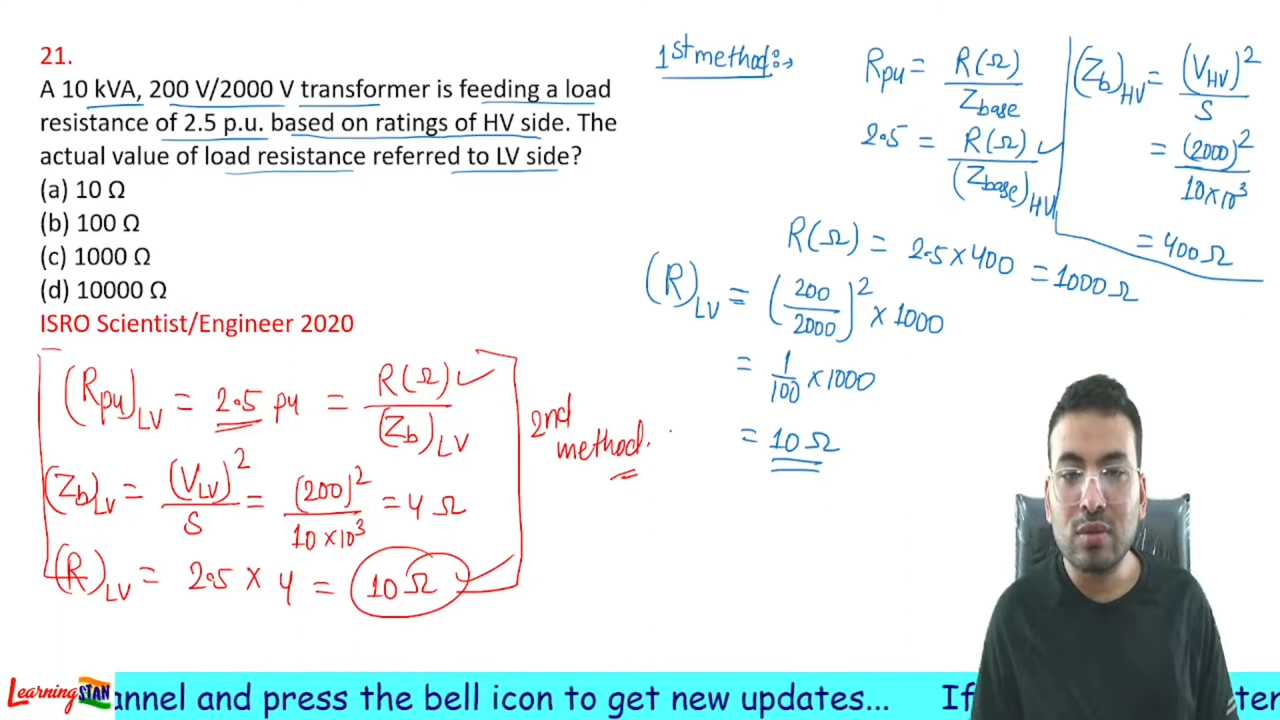 21.
A 10 kVA, 200 V/2000 V transformer is feeding a load
resistance of 2.5 p.u. based on ratings of HV side. The
actual value of load resistance referred to LV side?
(a) 10 Ω
(b) 100 Ω
(c) 1000 Ω
(d) 10000 Ω
ISRO Scientist/Engineer 2020
(Rpu)LV = 2.5 pu = R(Ω)/(Zb)LV
(Zb)LV = (VLV)²/S = (200)²/10×10³ = 4 Ω
(R)LV = 2.5 × 4 = 10 Ω
2nd
method.
1st method:→
Rpu = R(Ω)/Zbase
2.5 = R(Ω)/(Zbase)HV
(Zb)HV = (VHV)²/S
= (2000)²/10×10³
= 400 Ω
R(Ω) = 2.5 × 400 = 1000 Ω
(R)LV = (200/2000)² × 1000
= 1/100 × 1000
= 10 Ω
Learning STAN
annel and press the bell icon to get new updates... If